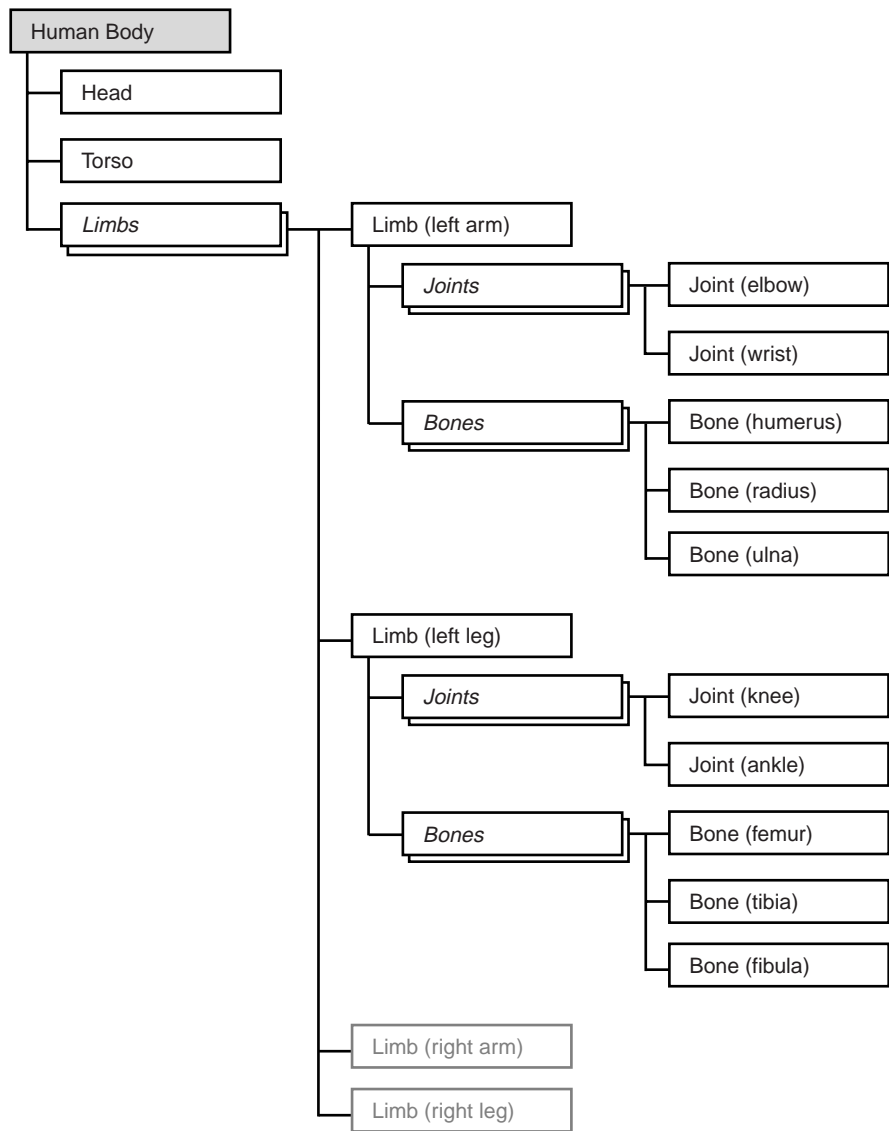 Human Body
Head
Torso
Limbs
Limb (left arm)
Joints
Joint (elbow)
Joint (wrist)
Bones
Bone (humerus)
Bone (radius)
Bone (ulna)
Limb (left leg)
Joints
Joint (knee)
Joint (ankle)
Bones
Bone (femur)
Bone (tibia)
Bone (fibula)
Limb (right arm)
Limb (right leg)